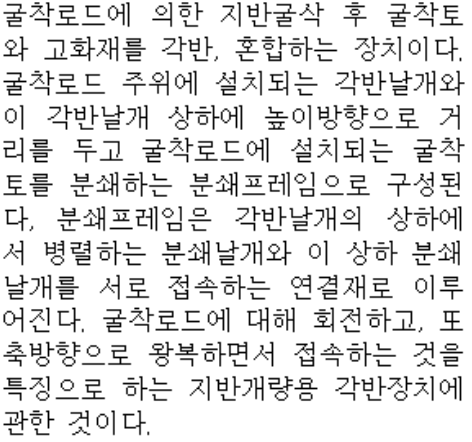 굴착로드에 의한 지반굴삭 후 굴착토
와 고화재를 각반, 혼합하는 장치이다.
굴착로드 주위에 설치되는 각반날개와
이 각반날개 상하에 높이방향으로 거
리를 두고 굴착로드에 설치되는 굴착
토를 분쇄하는 분쇄프레임으로 구성된
다. 분쇄프레임은 각반날개의 상하에
서 병렬하는 분쇄날개와 이 상하 분쇄
날개를 서로 접속하는 연결재로 이루
어진다. 굴착로드에 대해 회전하고, 또
축방향으로 왕복하면서 접속하는 것을
특징으로 하는 지반개량용 각반장치에
관한 것이다.